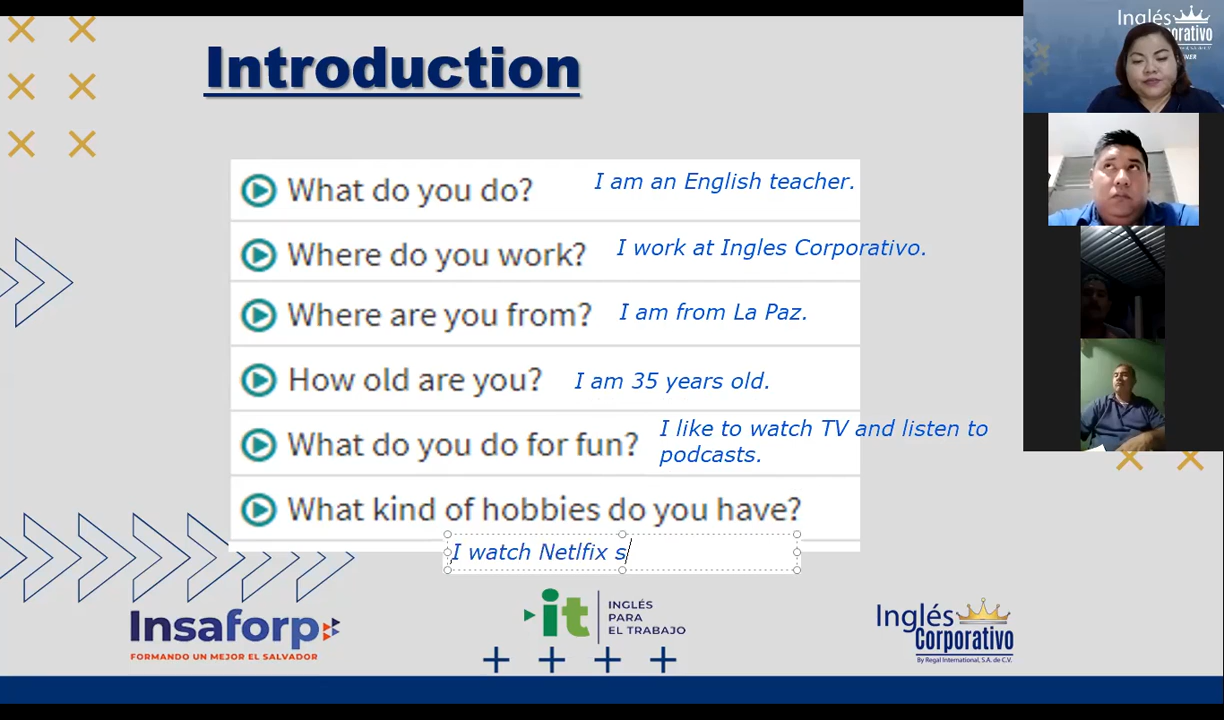 Introduction
What do you do?
I am an English teacher.
Where do you work?
I work at Ingles Corporativo.
Where are you from?
I am from La Paz.
How old are you?
I am 35 years old.
What do you do for fun?
I like to watch TV and listen to
podcasts.
What kind of hobbies do you have?
I watch Netlfix s
Insaforp
FORMANDO UN MEJOR EL SALVADOR
it
INGLÉS
PARA
EL TRABAJO
Inglés
Corporativo
By Regal International, S.A. de C.V.
Inglés